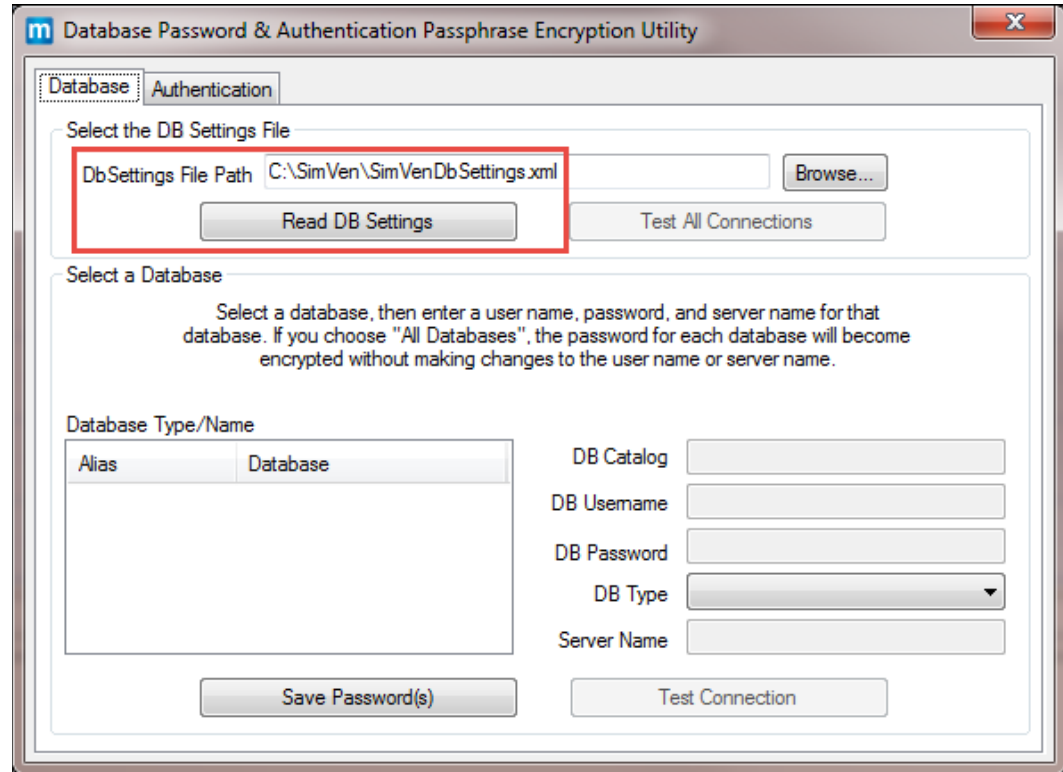 m Database Password & Authentication Passphrase Encryption Utility
Database Authentication
Select the DB Settings File
DbSettings File Path C:\SimVen\SimVenDbSettings.xml Browse...
Read DB Settings Test All Connections
Select a Database
Select a database, then enter a user name, password, and server name for that
database. If you choose "All Databases", the password for each database will become
encrypted without making changes to the user name or server name.
Database Type/Name
Alias Database
DB Catalog
DB Username
DB Password
DB Type
Server Name
Save Password(s) Test Connection